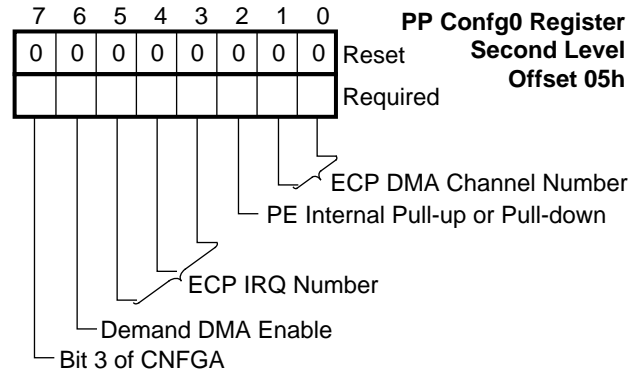 7 6 5 4 3 2 1 0
PP Confg0 Register
Second Level
Offset 05h
0 0 0 0 0 0 0 0 Reset
Required
ECP DMA Channel Number
PE Internal Pull-up or Pull-down
ECP IRQ Number
Demand DMA Enable
Bit 3 of CNFGA